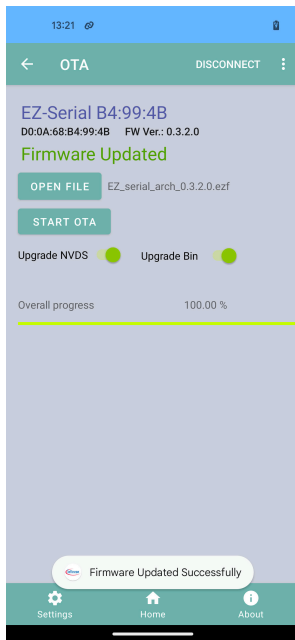 13:21
OTA DISCONNECT
EZ-Serial B4:99:4B
D0:0A:68:B4:99:4B FW Ver.: 0.3.2.0
Firmware Updated
OPEN FILE EZ_serial_arch_0.3.2.0.ezf
START OTA
Upgrade NVDS Upgrade Bin
Overall progress 100.00 %
Firmware Updated Successfully
Settings Home About